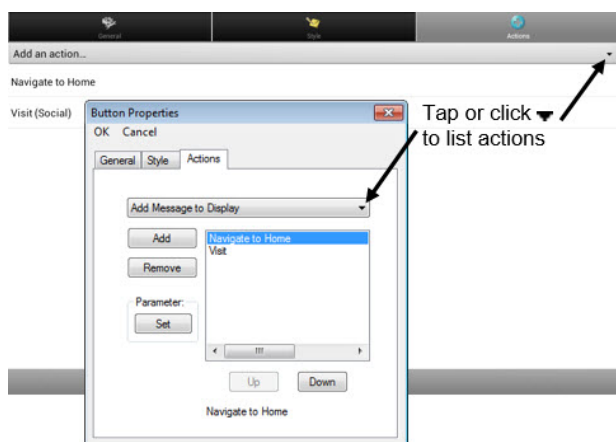 General Style Actions
Add an action...
Navigate to Home
Visit (Social)
Tap or click
to list actions
Button Properties
OK Cancel
General Style Actions
Add Message to Display
Add
Remove
Navigate to Home
Visit
Parameter:
Set
Up Down
Navigate to Home